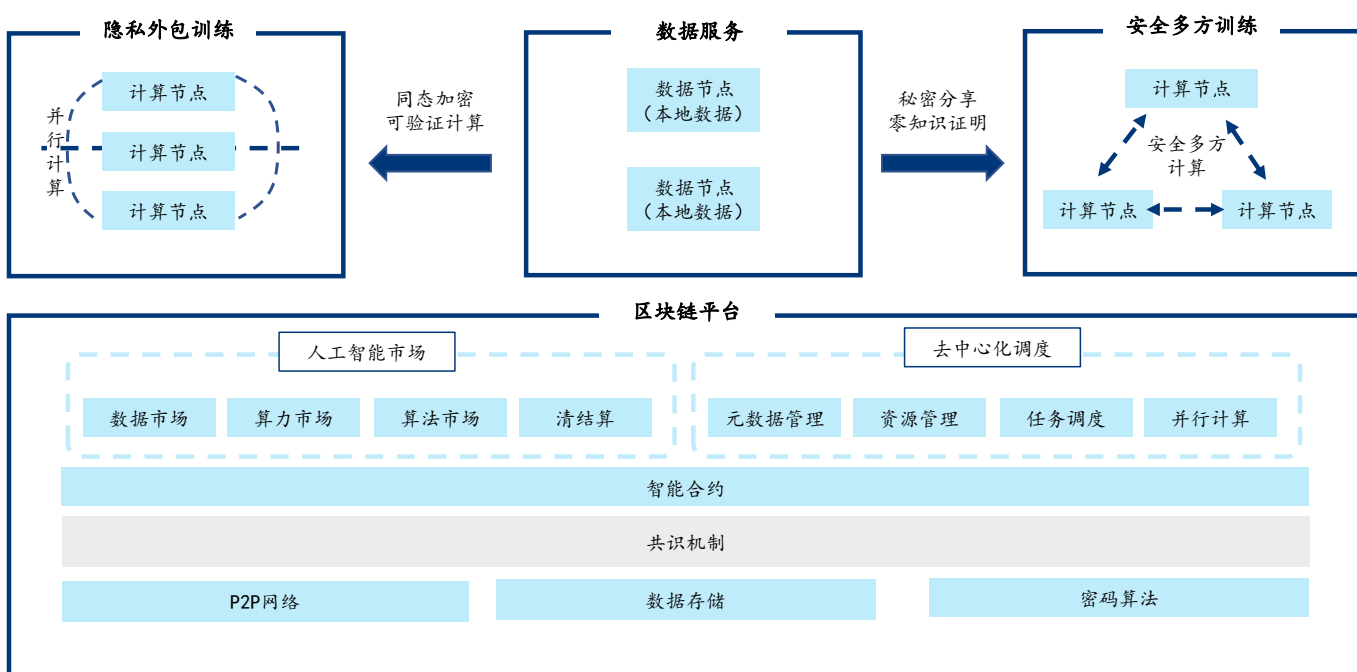 隐私外包训练
计算节点
计算节点
计算节点
并行计算
同态加密
可验证计算
数据服务
数据节点
（本地数据）
数据节点
（本地数据）
秘密分享
零知识证明
安全多方训练
计算节点
安全多方
计算
计算节点
计算节点
区块链平台
人工智能市场
数据市场
算力市场
算法市场
清结算
去中心化调度
元数据管理
资源管理
任务调度
并行计算
智能合约
共识机制
P2P网络
数据存储
密码算法